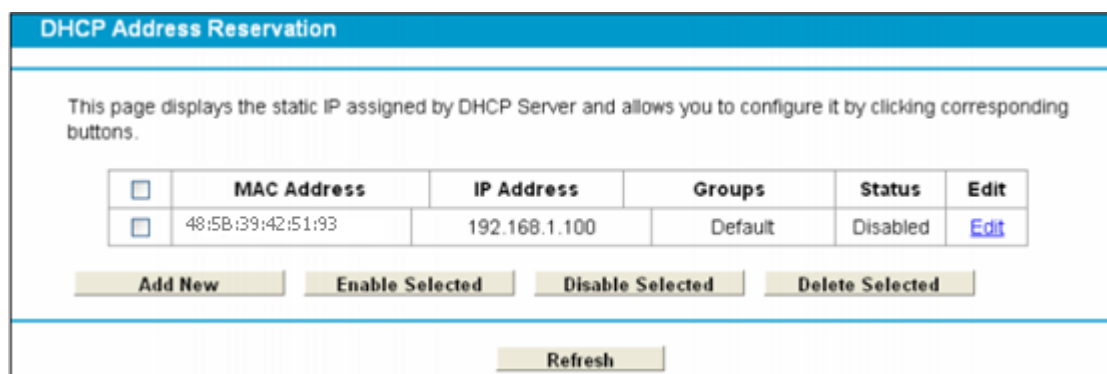 DHCP Address Reservation
This page displays the static IP assigned by DHCP Server and allows you to configure it by clicking corresponding
buttons.
MAC Address IP Address Groups Status Edit
48:5B:39:42:51:93 192.168.1.100 Default Disabled Edit
Add New Enable Selected Disable Selected Delete Selected
Refresh